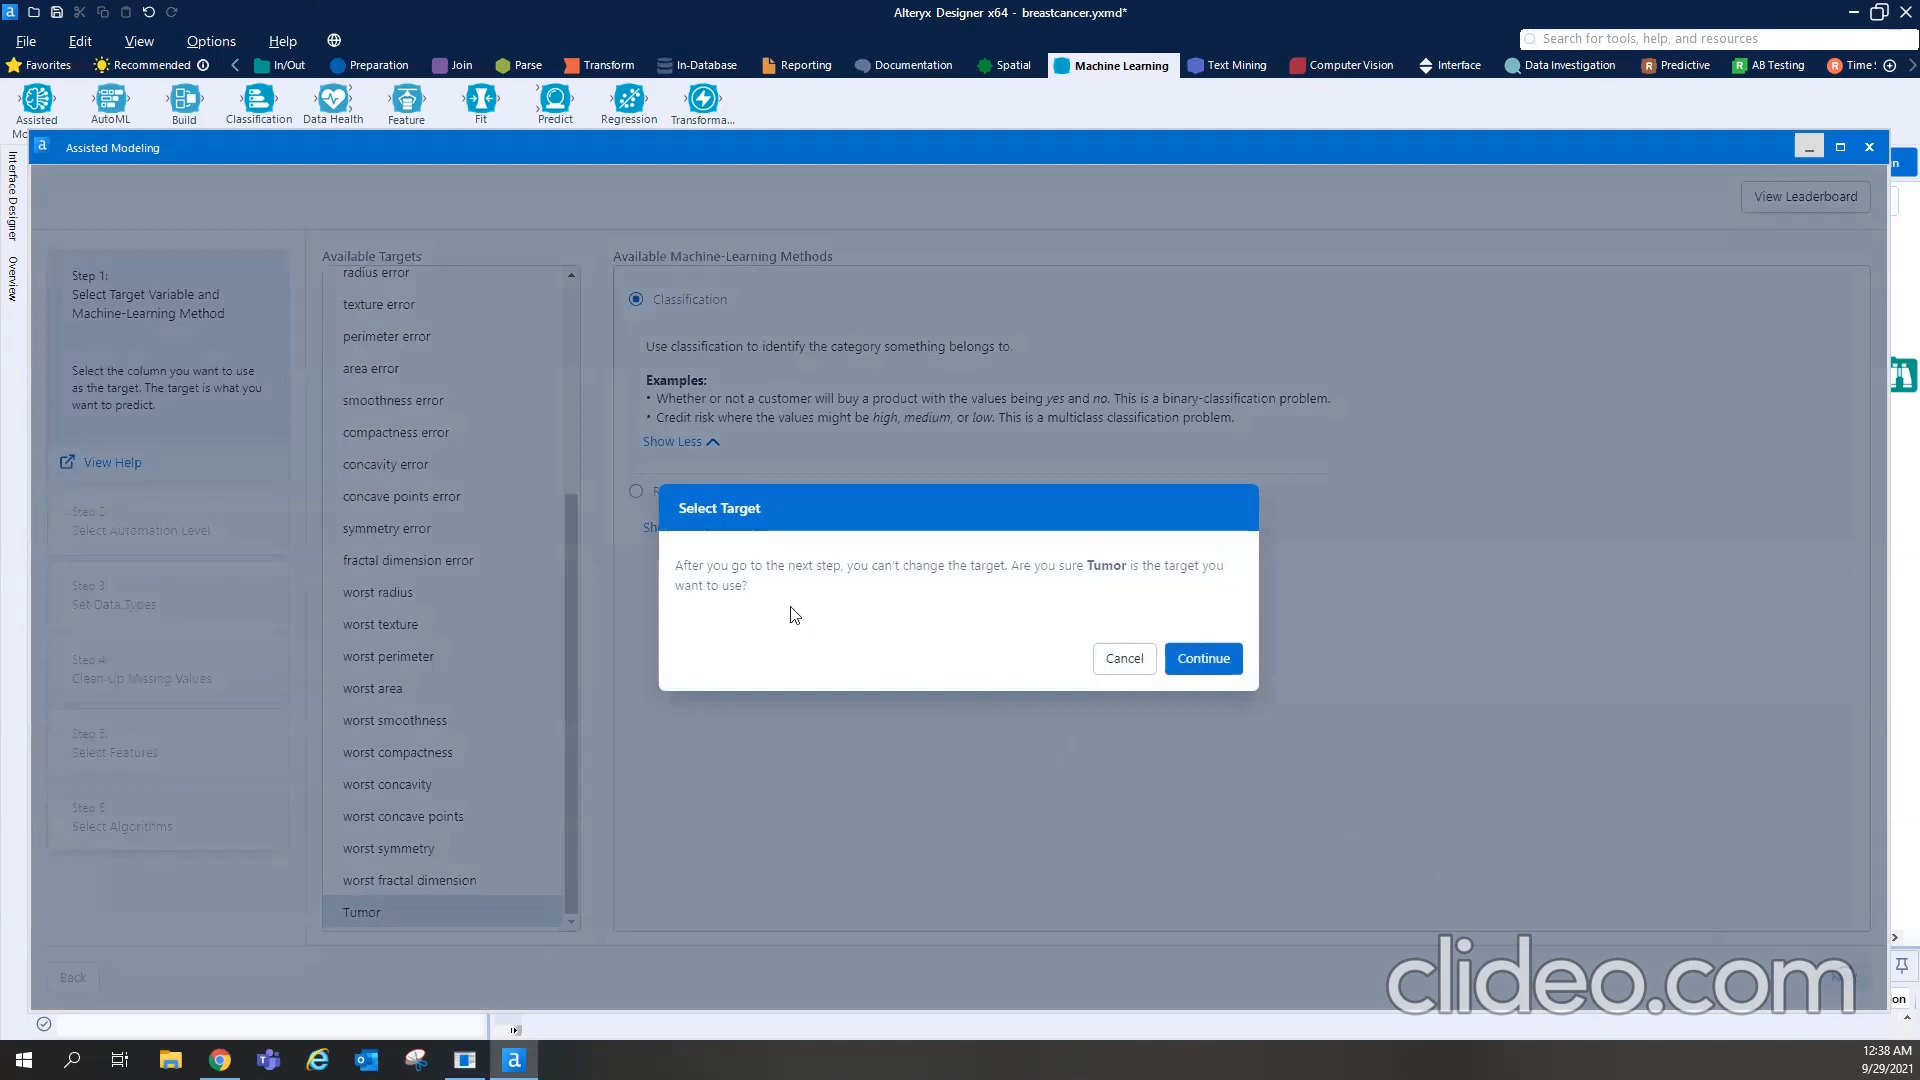 Alteryx Designer x64 - breastcancer.yxmd*
File Edit View Options Help
Search for tools, help, and resources
Favorites Recommended In/Out Preparation Join Parse Transform In-Database Reporting Documentation Spatial Machine Learning Text Mining Computer Vision Interface Data Investigation Predictive AB Testing Time
Assisted AutoML Build Classification Data Health Feature Fit Predict Regression Transforma...
Mo
Interface Designer
Overview
Assisted Modeling
View Leaderboard
Step 1:
Select Target Variable and
Machine-Learning Method
Select the column you want to use
as the target. The target is what you
want to predict.
View Help
Step 2:
Select Automation Level
Step 3:
Set Data Types
Step 4:
Clean-Up Missing Values
Step 5:
Select Features
Step 6:
Select Algorithms
Back
Available Targets
radius error
texture error
perimeter error
area error
smoothness error
compactness error
concavity error
concave points error
symmetry error
fractal dimension error
worst radius
worst texture
worst perimeter
worst area
worst smoothness
worst compactness
worst concavity
worst concave points
worst symmetry
worst fractal dimension
Tumor
Available Machine-Learning Methods
Classification
Use classification to identify the category something belongs to.
Examples:
• Whether or not a customer will buy a product with the values being yes and no. This is a binary-classification problem.
• Credit risk where the values might be high, medium, or low. This is a multiclass classification problem.
Show Less
Select Target
After you go to the next step, you can't change the target. Are you sure Tumor is the target you
want to use?
Cancel Continue
clideo.com
on
12:38 AM
9/29/2021